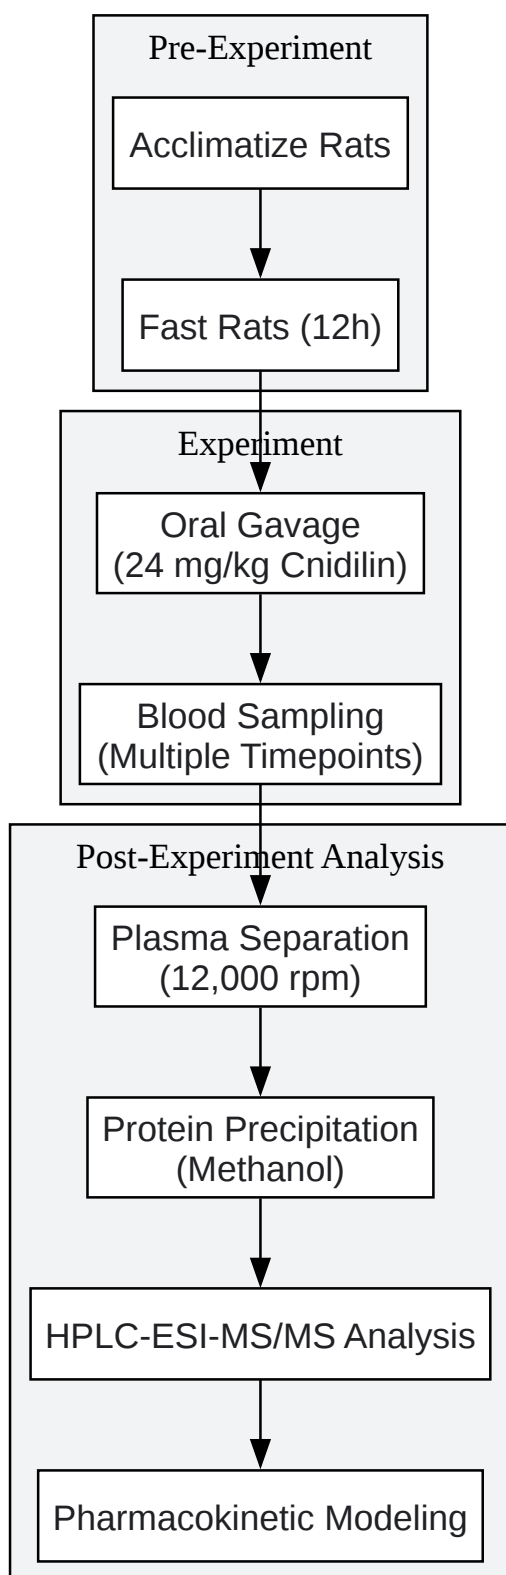 Pre-Experiment
Acclimatize Rats
Fast Rats (12h)
Experiment
Oral Gavage
(24 mg/kg Cnidilin)
Blood Sampling
(Multiple Timepoints)
Post-Experiment Analysis
Plasma Separation
(12,000 rpm)
Protein Precipitation
(Methanol)
HPLC-ESI-MS/MS Analysis
Pharmacokinetic Modeling